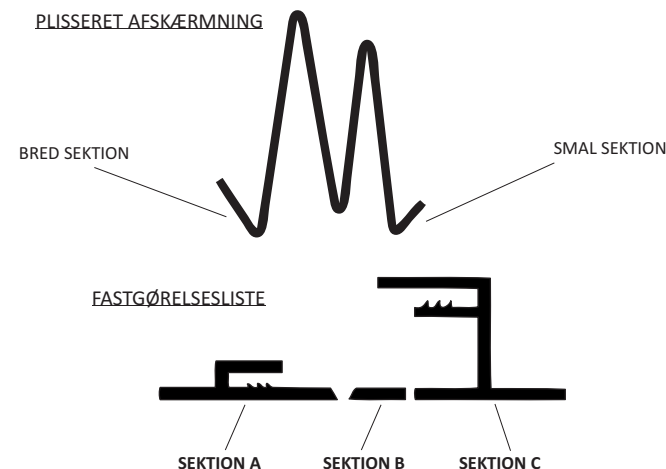 PLISSERET AFSKÆRMNING
BRED SEKTION
SMAL SEKTION
FASTGØRELSESLISTE
SEKTION A
SEKTION B
SEKTION C